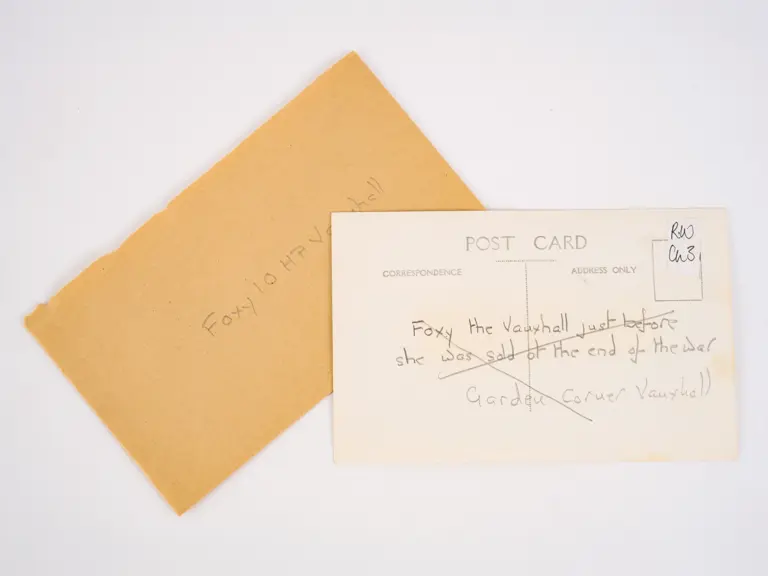 Foxy 10 HP Vauxhall
POST CARD
CORRESPONDENCE
ADDRESS ONLY
RW
Ch3
Foxy the Vauxhall just before
she was sold at the end of the war
Garden Corner Vauxhall